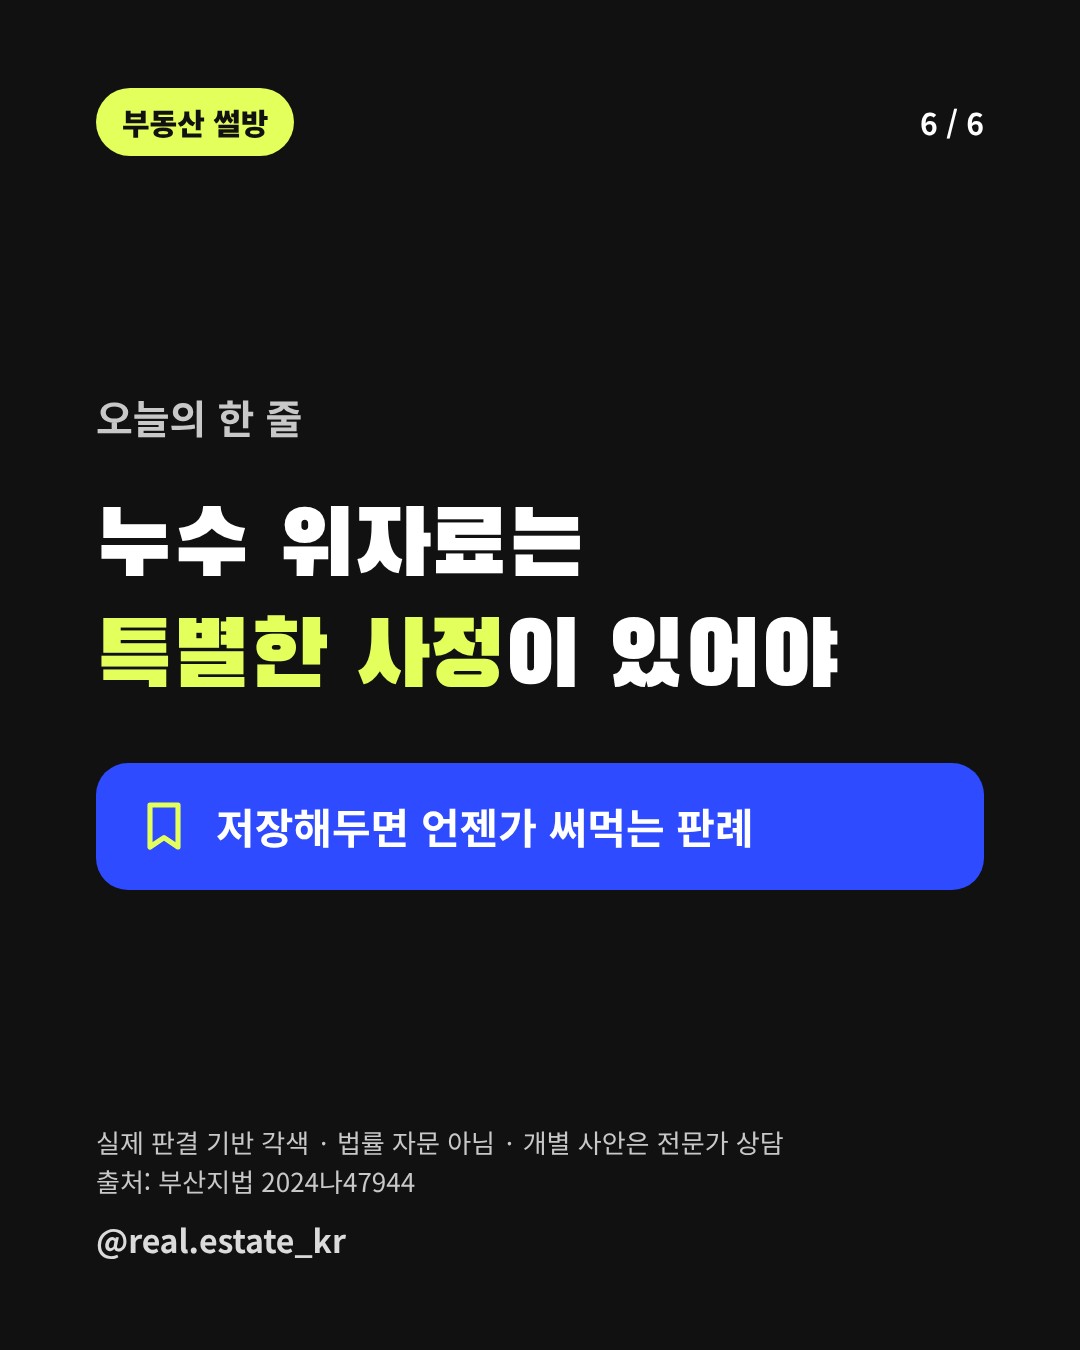 부동산 썰방
6 / 6
오늘의 한 줄
누수 위자료는
특별한 사정이 있어야
저장해두면 언젠가 써먹는 판례
실제 판결 기반 각색 · 법률 자문 아님 · 개별 사안은 전문가 상담
출처: 부산지법 2024나47944
@real.estate_kr